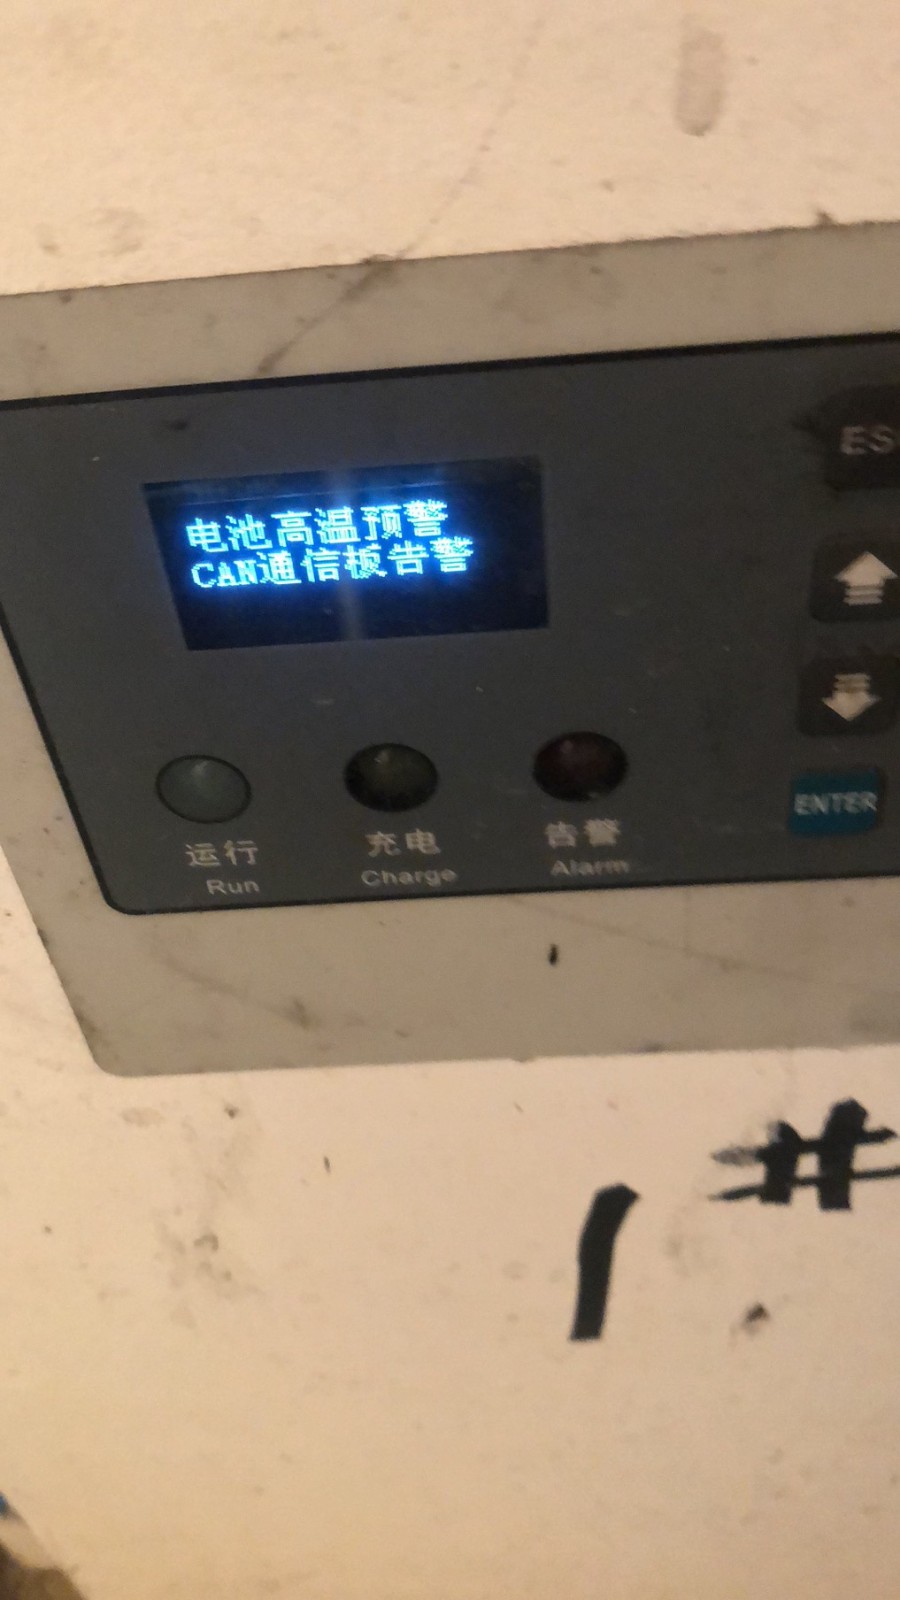 电池高温预警
CAN通信板告警
ES
ENTER
运行
Run
充电
Charge
告警
Alarm
1#